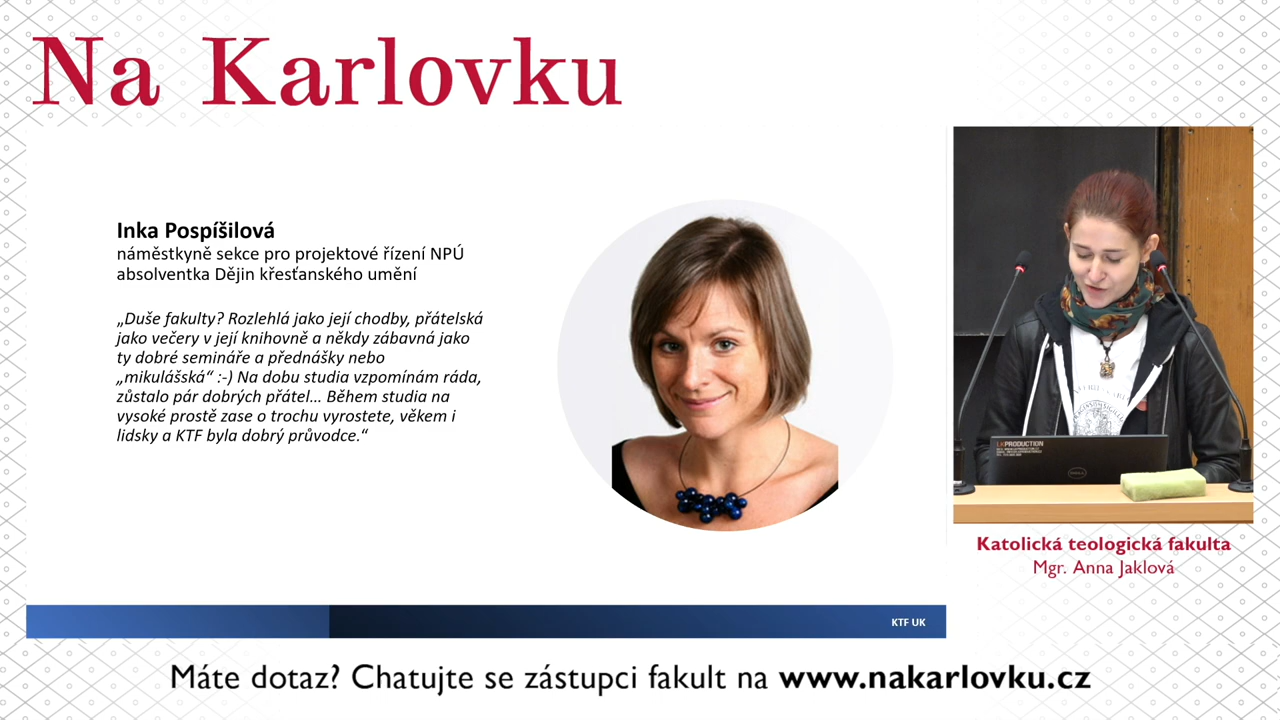 Na Karlovku
Inka Pospíšilová
náměstkyně sekce pro projektové řízení NPÚ
absolventka Dějin křesťanského umění
„Duše fakulty? Rozlehlá jako její chodby, přátelská
jako večery v její knihovně a někdy zábavná jako
ty dobré semináře a přednášky nebo
„mikulášská“ :-) Na dobu studia vzpomínám ráda,
zůstalo pár dobrých přátel... Během studia na
vysoké prostě zase o trochu vyrostete, věkem i
lidsky a KTF byla dobrý průvodce.“
KTF UK
PRODUCTION
DELL
Katolická teologická fakulta
Mgr. Anna Jaklová
Máte dotaz? Chatujte se zástupci fakult na www.nakarlovku.cz